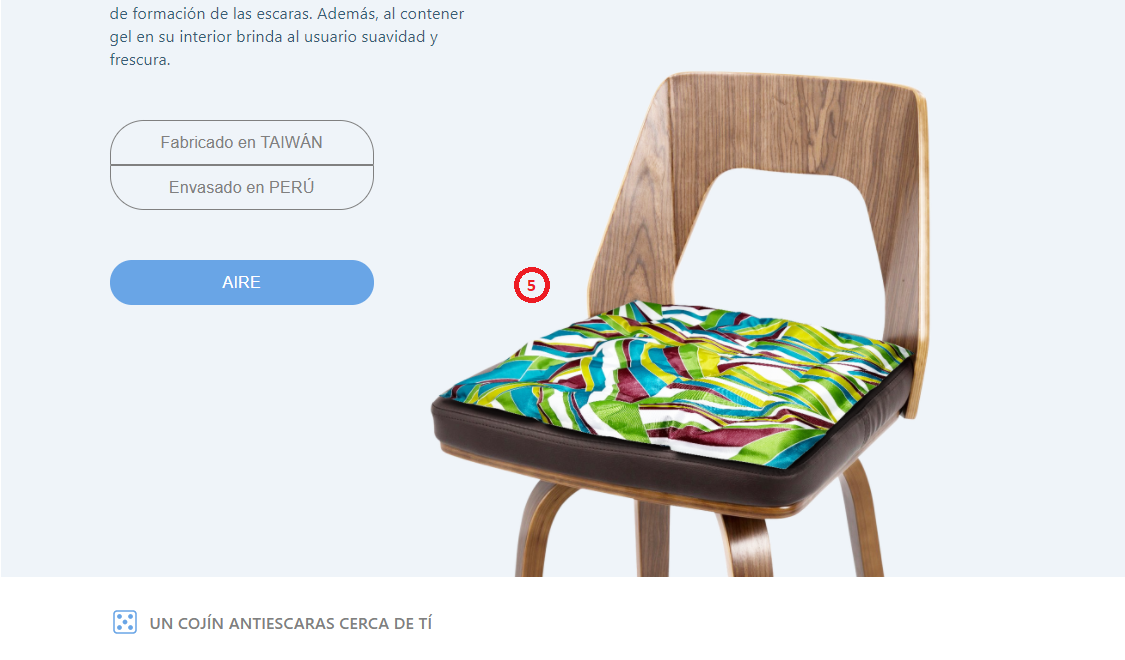 de formación de las escaras. Además, al contener
gel en su interior brinda al usuario suavidad y
frescura.
Fabricado en TAIWÁN
Envasado en PERÚ
AIRE
5
UN COJÍN ANTIESCARAS CERCA DE TÍ